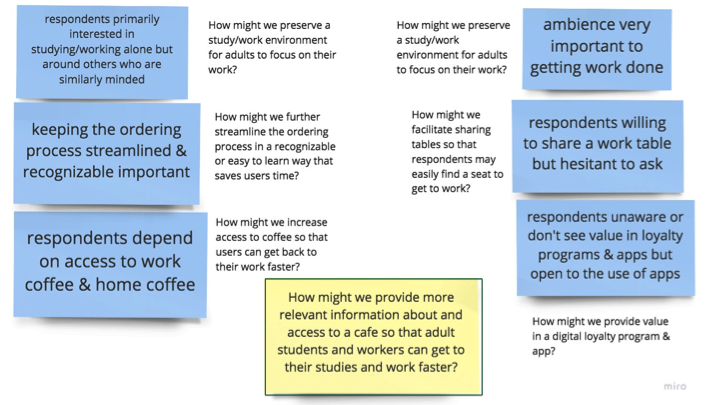 respondents primarily
interested in
studying/working alone but
around others who are
similarly minded
How might we preserve a
study/work environment
for adults to focus on their
work?
How might we preserve
a study/work
environment for adults
to focus on their work?
ambience very
important to
getting work done
keeping the ordering
process streamlined &
recognizable important
How might we further
streamline the ordering
process in a recognizable
or easy to learn way that
saves users time?
How might we
facilitate sharing
tables so that
respondents may
easily find a seat to
get to work?
respondents willing
to share a work table
but hesitant to ask
respondents depend
on access to work
coffee & home coffee
How might we increase
access to coffee so that
users can get back to
their work faster?
respondents unaware or
don't see value in loyalty
programs & apps but
open to the use of apps
How might we provide more
relevant information about and
access to a cafe so that adult
students and workers can get to
their studies and work faster?
How might we provide value
in a digital loyalty program &
app?
miro